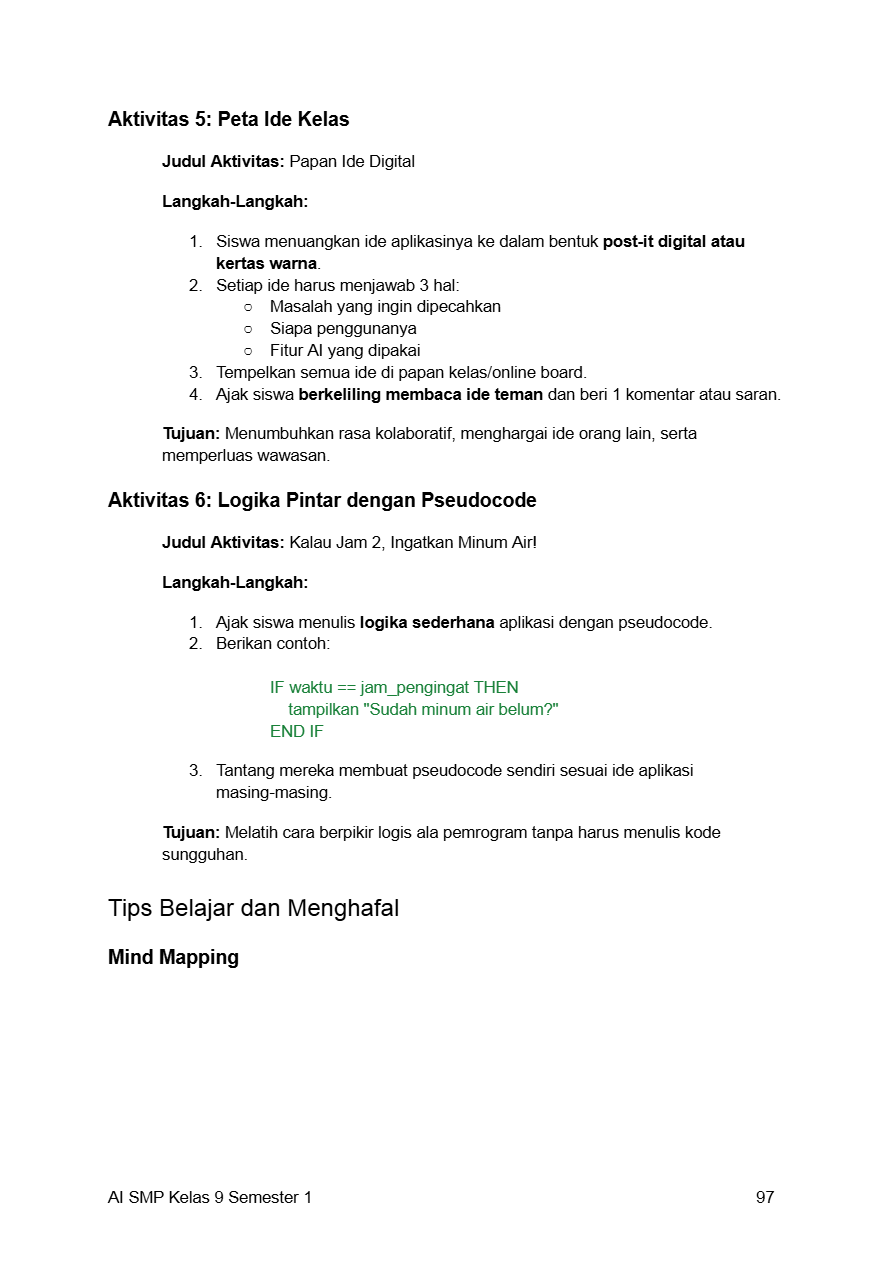 Aktivitas 5: Peta Ide Kelas
Judul Aktivitas: Papan Ide Digital
Langkah-Langkah:
1. Siswa menuangkan ide aplikasinya ke dalam bentuk post-it digital atau
kertas warna.
2. Setiap ide harus menjawab 3 hal:
○ Masalah yang ingin dipecahkan
○ Siapa penggunanya
○ Fitur AI yang dipakai
3. Tempelkan semua ide di papan kelas/online board.
4. Ajak siswa berkeliling membaca ide teman dan beri 1 komentar atau saran.
Tujuan: Menumbuhkan rasa kolaboratif, menghargai ide orang lain, serta
memperluas wawasan.
Aktivitas 6: Logika Pintar dengan Pseudocode
Judul Aktivitas: Kalau Jam 2, Ingatkan Minum Air!
Langkah-Langkah:
1. Ajak siswa menulis logika sederhana aplikasi dengan pseudocode.
2. Berikan contoh:
IF waktu == jam_pengingat THEN
tampilkan "Sudah minum air belum?"
END IF
3. Tantang mereka membuat pseudocode sendiri sesuai ide aplikasi
masing-masing.
Tujuan: Melatih cara berpikir logis ala pemrogram tanpa harus menulis kode
sungguhan.
Tips Belajar dan Menghafal
Mind Mapping
AI SMP Kelas 9 Semester 1 97